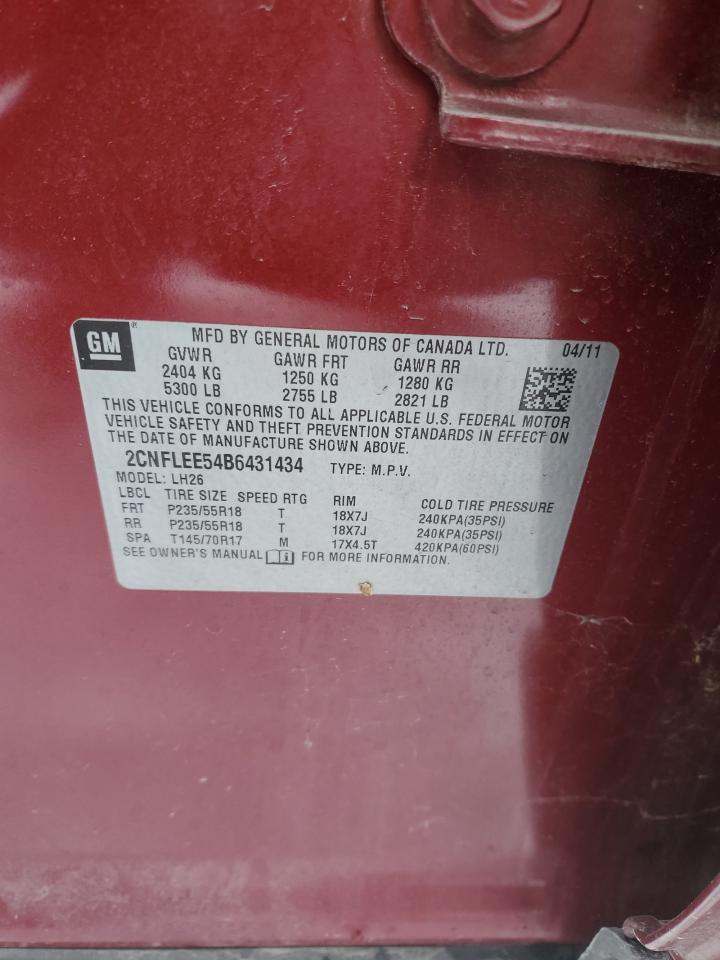 GM ® MFD BY GENERAL MOTORS OF CANADA LTD. 04/11
GVWR GAWR FRT GAWR RR
2404 KG 1250 KG 1280 KG
5300 LB 2755 LB 2821 LB
THIS VEHICLE CONFORMS TO ALL APPLICABLE U.S. FEDERAL MOTOR
VEHICLE SAFETY AND THEFT PREVENTION STANDARDS IN EFFECT ON
THE DATE OF MANUFACTURE SHOWN ABOVE.
2CNFLEE54B6431434 TYPE: M.P.V.
MODEL: LH26
LBCL TIRE SIZE SPEED RTG RIM COLD TIRE PRESSURE
FRT P235/55R18 T 18X7J 240KPA(35PSI)
RR P235/55R18 T 18X7J 240KPA(35PSI)
SPA T145/70R17 M 17X4.5T 420KPA(60PSI)
SEE OWNER'S MANUAL FOR MORE INFORMATION.